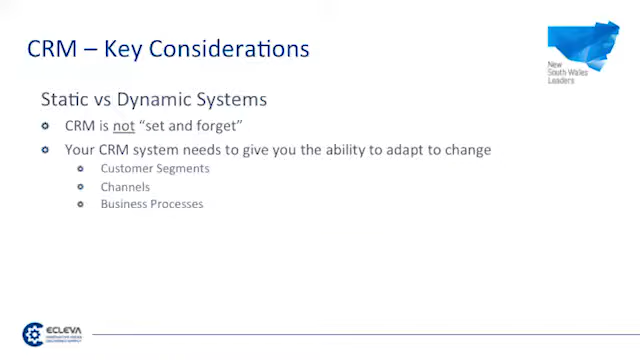 CRM – Key Considerations
New
South Wales
Leaders
Static vs Dynamic Systems
CRM is not “set and forget”
Your CRM system needs to give you the ability to adapt to change
Customer Segments
Channels
Business Processes
ECLEVA